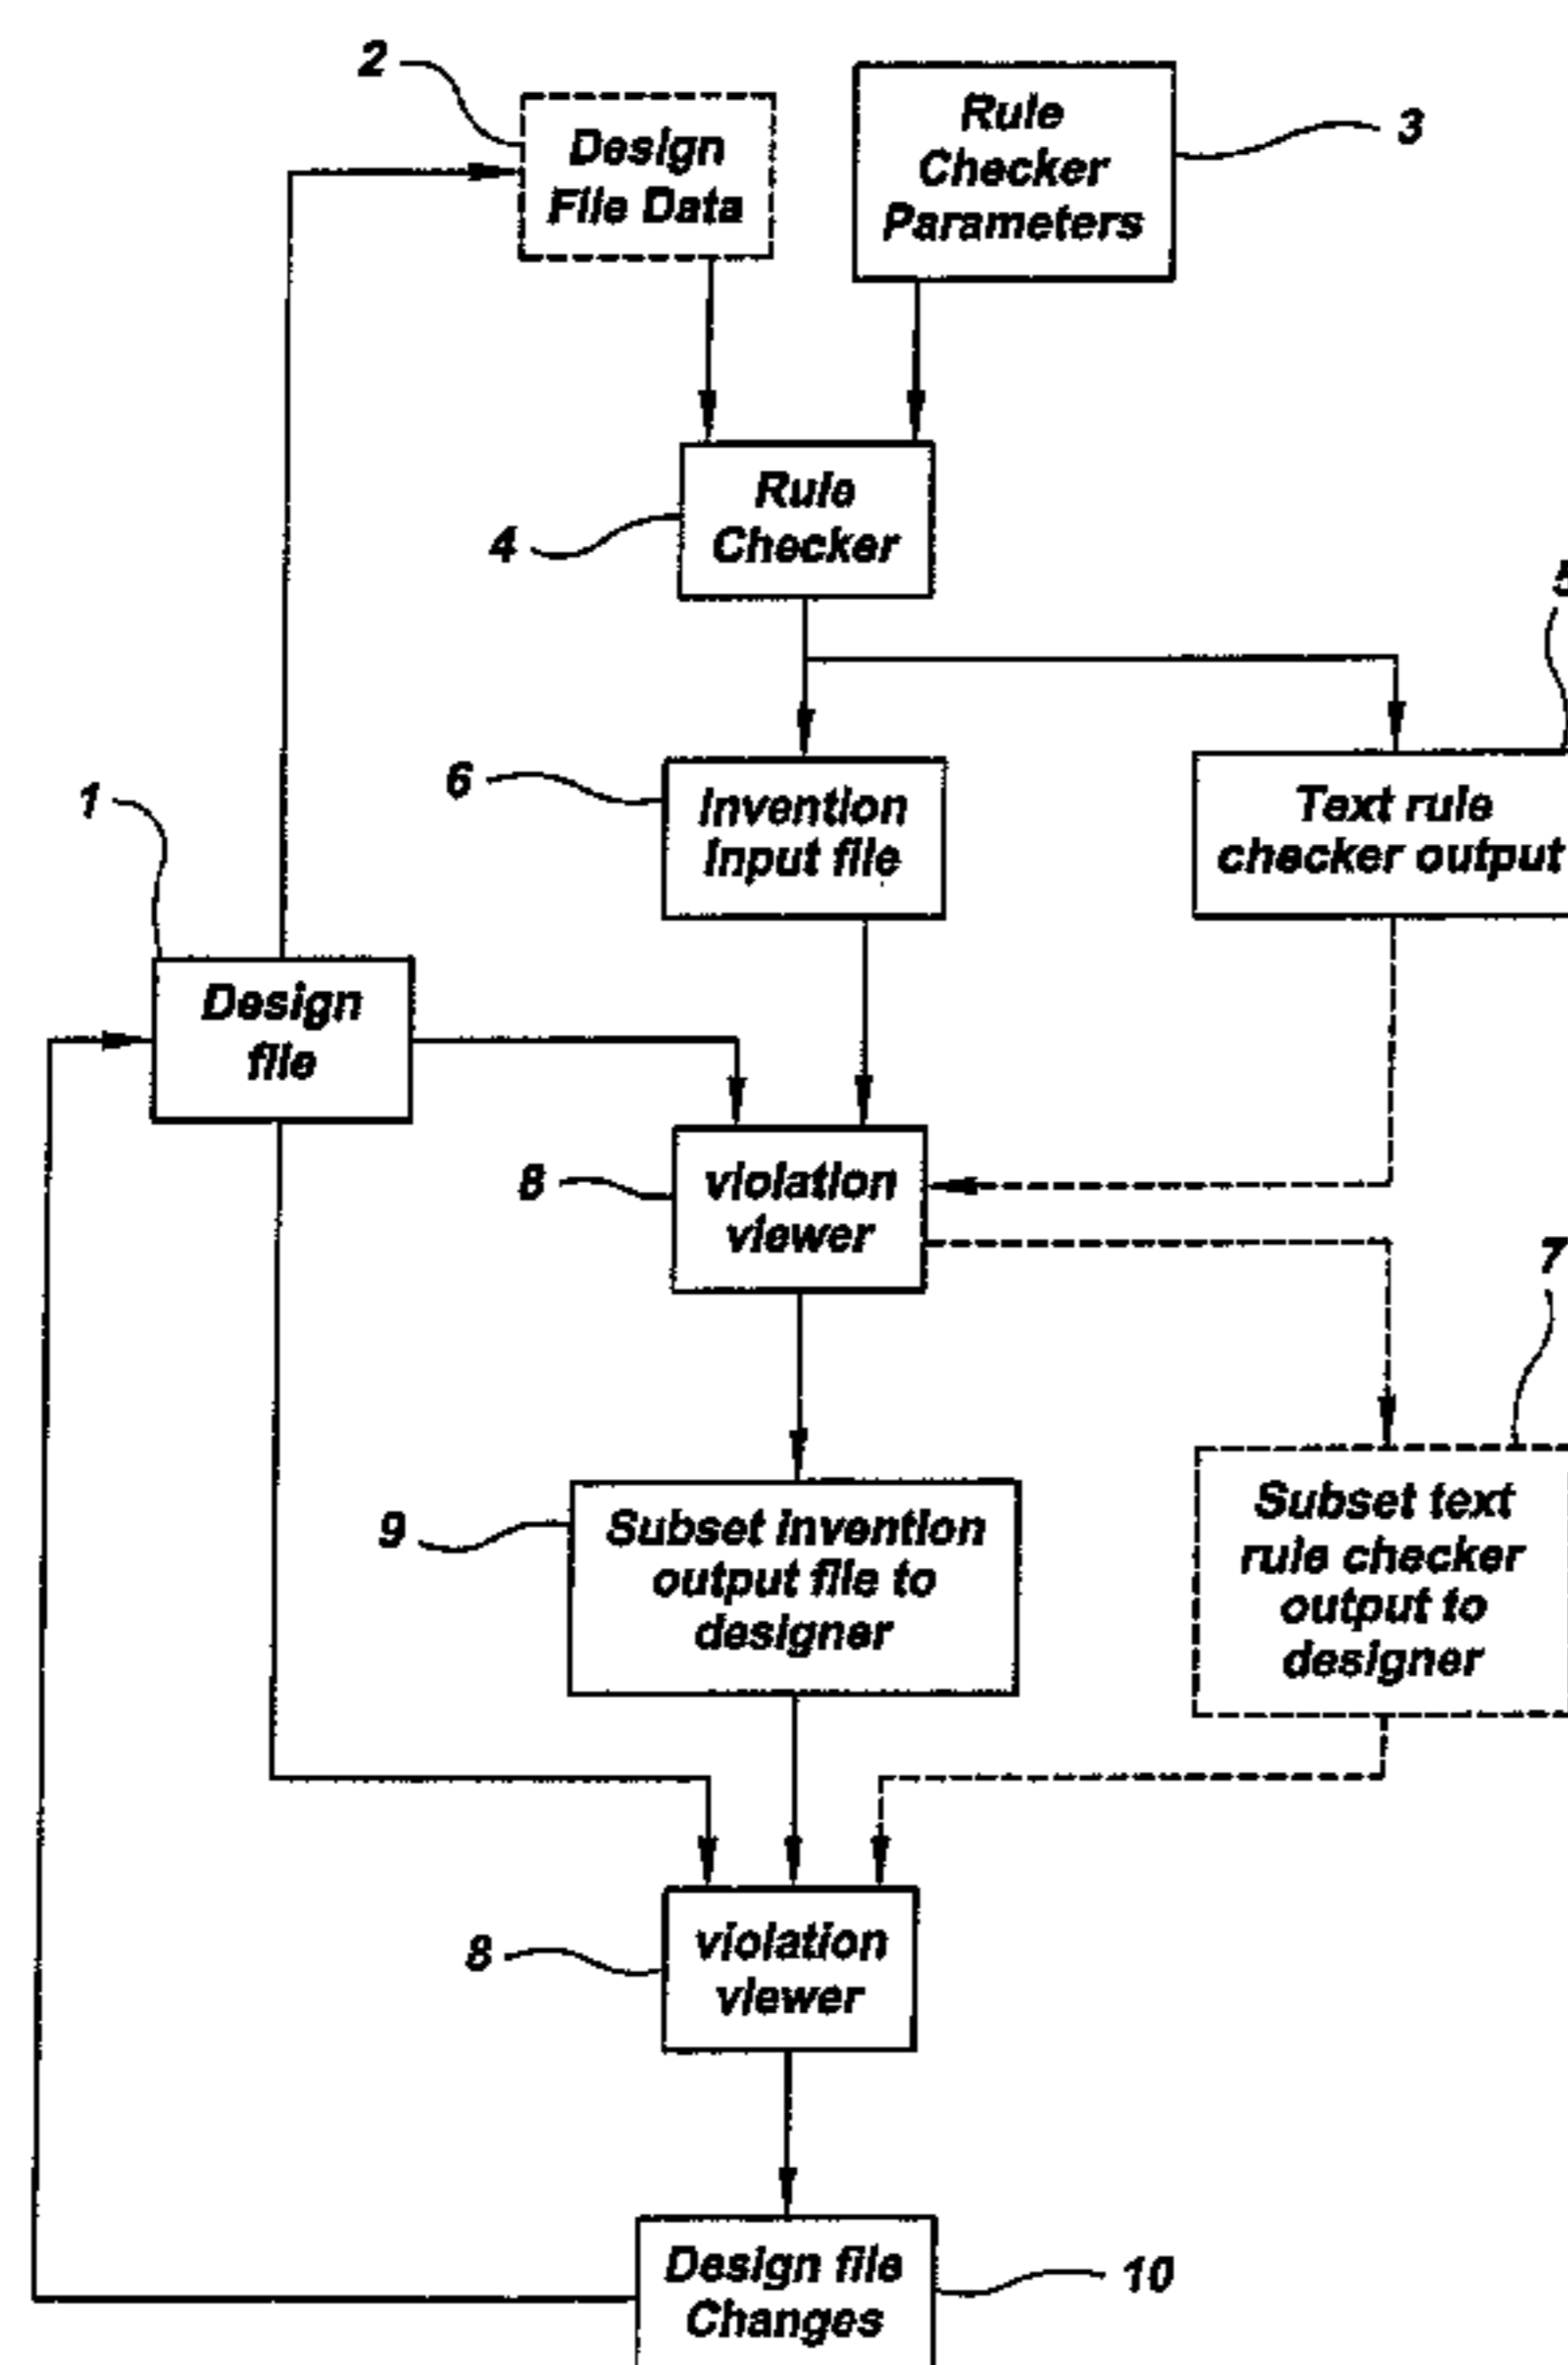 2
Design
File Data
Rule
Checker
Parameters
3
4
Rule
Checker
5
6
Invention
Input file
Text rule
checker output
1
Design
file
8
violation
viewer
7
9
Subset invention
output file to
designer
Subset text
rule checker
output to
designer
8
violation
viewer
Design file
Changes
10